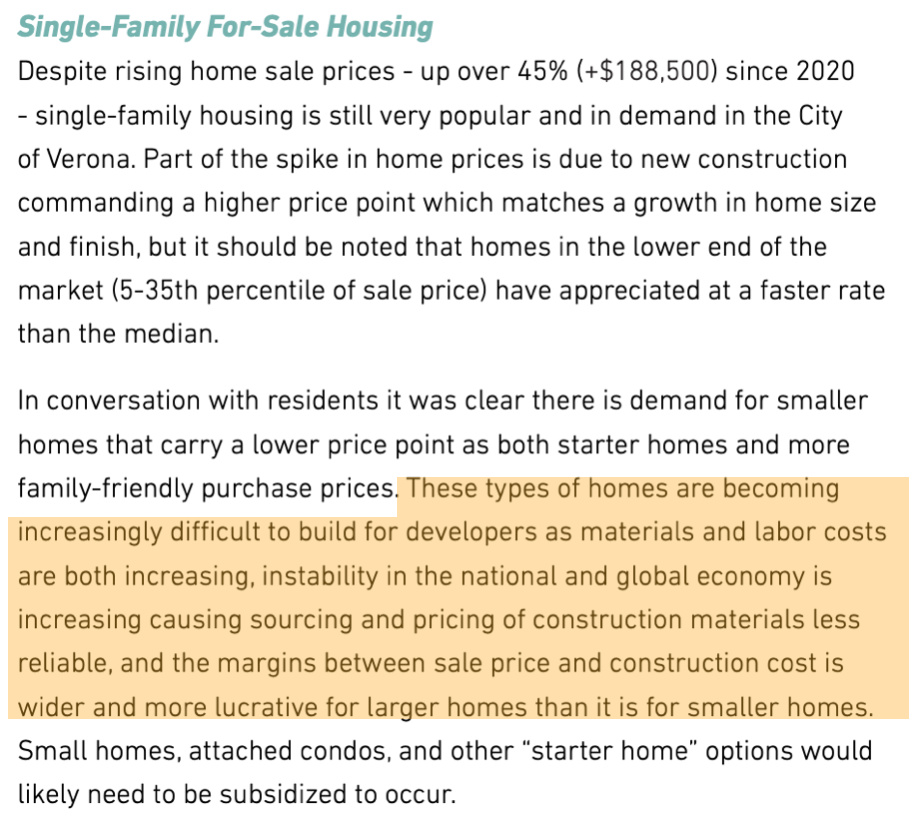 Single-Family For-Sale Housing
Despite rising home sale prices - up over 45% (+$188,500) since 2020
- single-family housing is still very popular and in demand in the City
of Verona. Part of the spike in home prices is due to new construction
commanding a higher price point which matches a growth in home size
and finish, but it should be noted that homes in the lower end of the
market (5-35th percentile of sale price) have appreciated at a faster rate
than the median.
In conversation with residents it was clear there is demand for smaller
homes that carry a lower price point as both starter homes and more
family-friendly purchase prices. These types of homes are becoming
increasingly difficult to build for developers as materials and labor costs
are both increasing, instability in the national and global economy is
increasing causing sourcing and pricing of construction materials less
reliable, and the margins between sale price and construction cost is
wider and more lucrative for larger homes than it is for smaller homes.
Small homes, attached condos, and other “starter home” options would
likely need to be subsidized to occur.